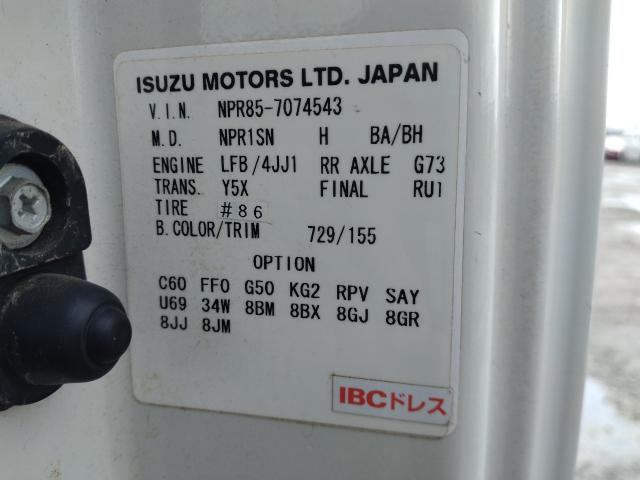 ISUZU MOTORS LTD. JAPAN
V.I.N. NPR85-7074543
M.D. NPR1SN H BA/BH
ENGINE LFB/4JJ1 RR AXLE G73
TRANS. Y5X FINAL RU1
TIRE #86
B.COLOR/TRIM 729/155
OPTION
C60 FF0 G50 KG2 RPV SAY
U69 34W 8BM 8BX 8GJ 8GR
8JJ 8JM
IBCドレス